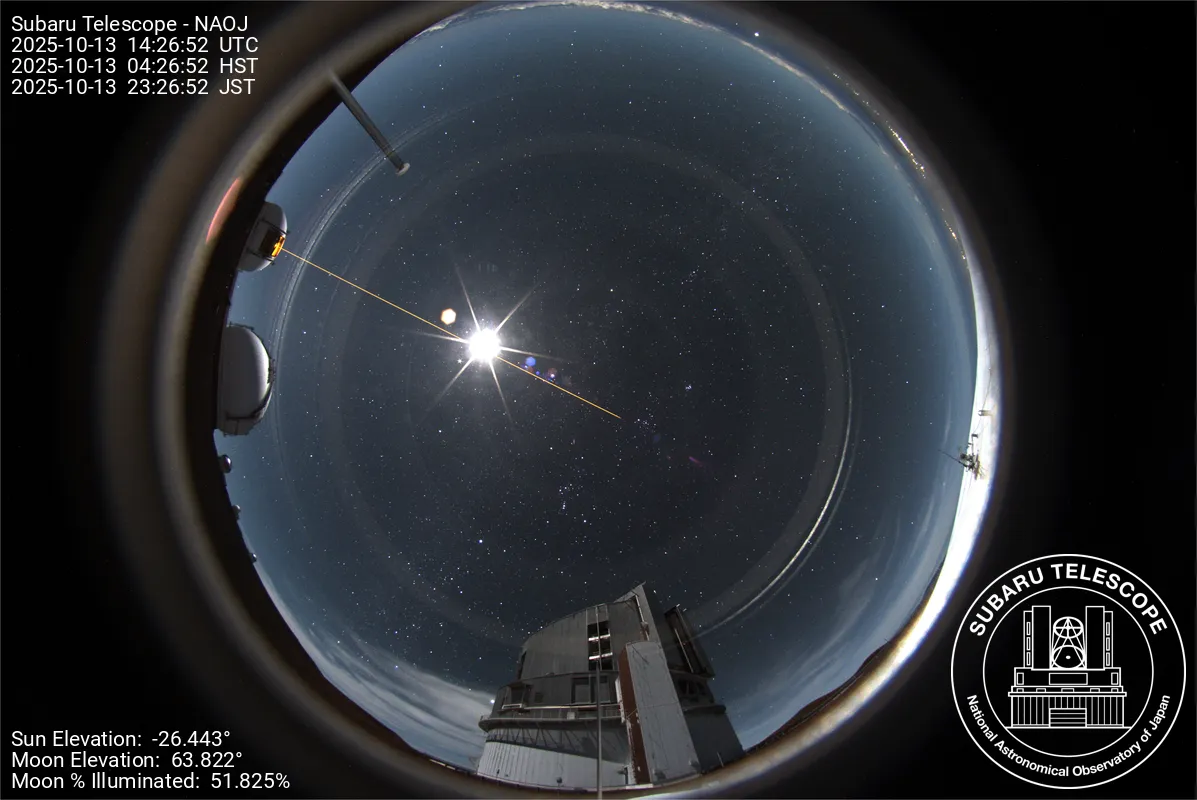 Subaru Telescope - NAOJ
2025-10-13 14:26:52 UTC
2025-10-13 04:26:52 HST
2025-10-13 23:26:52 JST
SUBARU TELESCOPE
National Astronomical Observatory of Japan
Sun Elevation: -26.443°
Moon Elevation: 63.822°
Moon % Illuminated: 51.825%